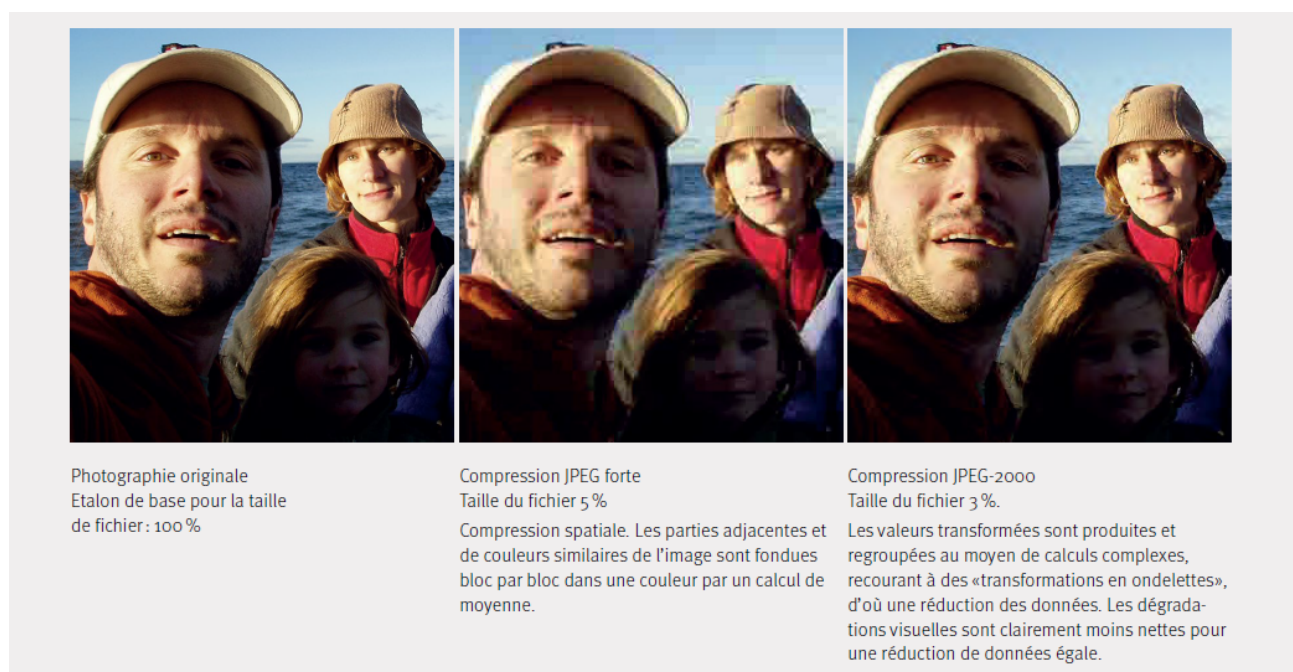 Photographie originale
Etalon de base pour la taille
de fichier : 100 %
Compression JPEG forte
Taille du fichier 5 %
Compression spatiale. Les parties adjacentes et
de couleurs similaires de l'image sont fondues
bloc par bloc dans une couleur par un calcul de
moyenne.
Compression JPEG-2000
Taille du fichier 3 %.
Les valeurs transformées sont produites et
regroupées au moyen de calculs complexes,
recourant à des «transformations en ondelettes»,
d'où une réduction des données. Les dégrada-
tions visuelles sont clairement moins nettes pour
une réduction de données égale.